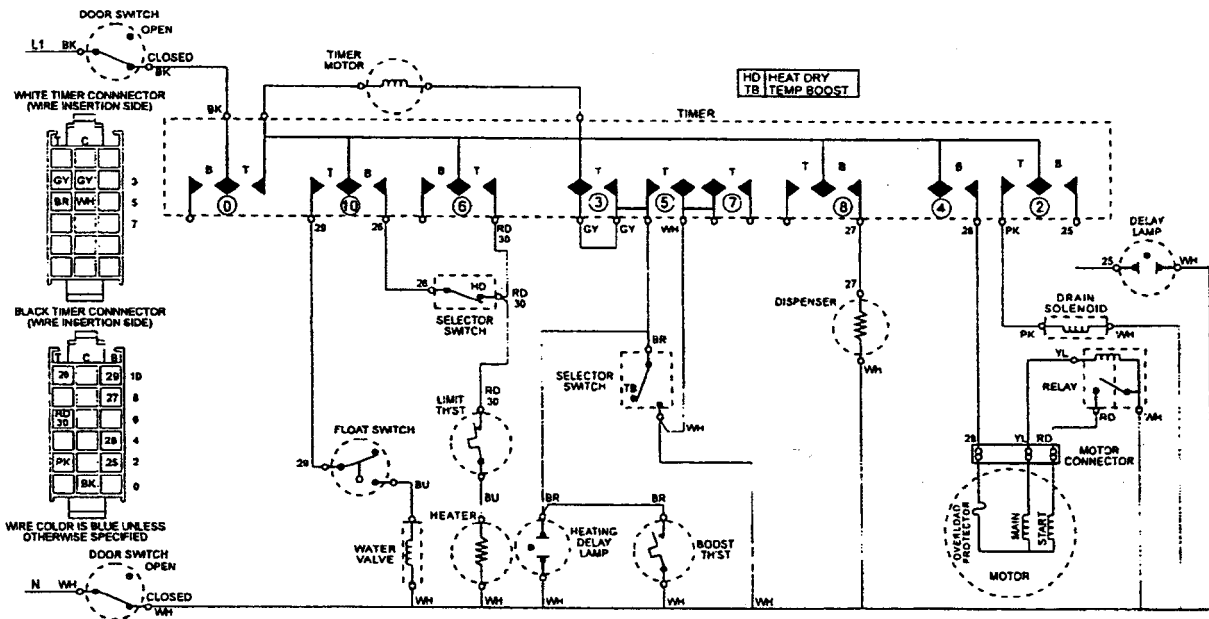 DOOR SWITCH
OPEN
L1 BK
CLOSED
BK
TIMER
MOTOR
HD HEAT DRY
TB TEMP BOOST
WHITE TIMER CONNNECTOR
(WIRE INSERTION SIDE)
T C
GY GY 3
BR WH 5
7
BK
TIMER
B T T B B T T T T T B B T B
0 10 6 3 5 7 8 4 2
29 26 RD 30 GY GY WH 27 28 PK 25
DELAY
LAMP
25 WH
BLACK TIMER CONNNECTOR
(WIRE INSERTION SIDE)
T C B
29 10
27 8
RD 30 6
28 4
PK 25 2
BK 0
26 HD RD 30
SELECTOR
SWITCH
27
DISPENSER
WH
DRAIN
SOLENOID
PK WH
BR
SELECTOR
SWITCH
TB
WH
YL
RELAY
RD WH
LIMIT
TH'ST
RD 30
FLOAT SWITCH
29
BU
28 YL RD
MOTOR
CONNECTOR
WIRE COLOR IS BLUE UNLESS
OTHERWISE SPECIFIED
BU
HEATER
BR BR
WATER
VALVE
HEATING
DELAY
LAMP
BOOST
TH'ST
OVERLOAD
PROTECTOR
MAIN
START
MOTOR
DOOR SWITCH
OPEN
N WH
CLOSED
WH
WH WH WH WH WH